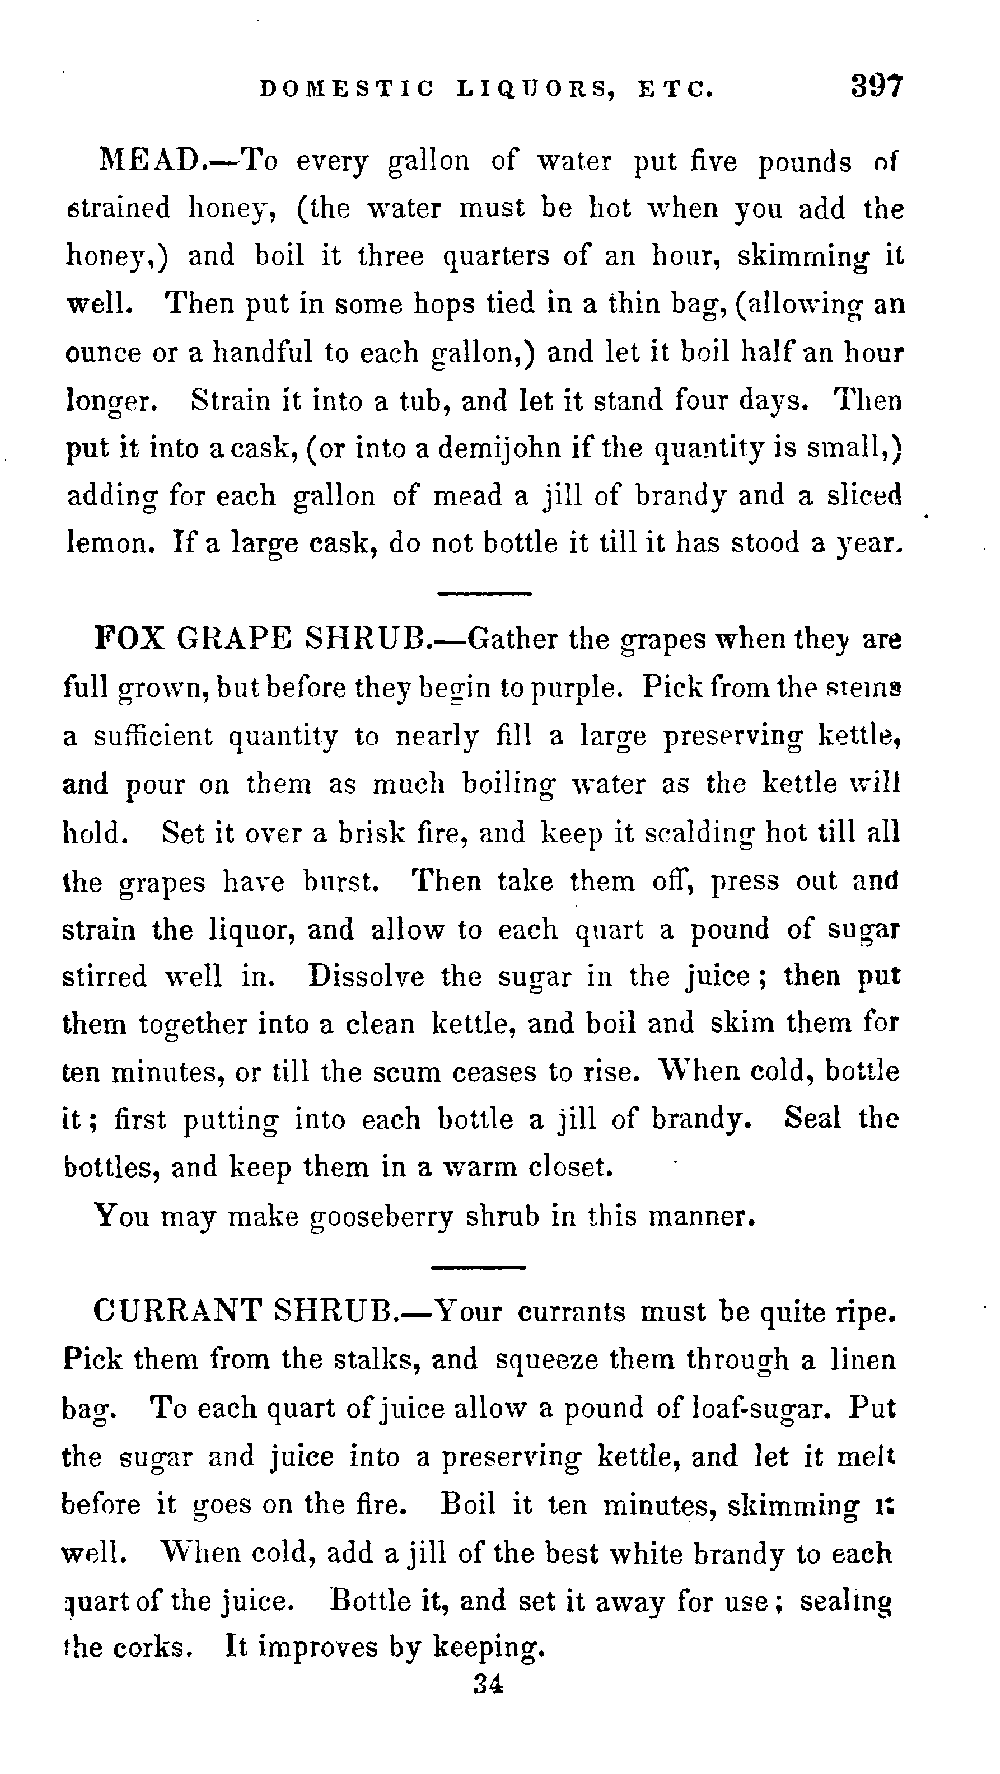 DOMESTIC LIQUORS, ETC. 397
MEAD.—To every gallon of water put five pounds of
strained honey, (the water must be hot when you add the
honey,) and boil it three quarters of an hour, skimming it
well. Then put in some hops tied in a thin bag, (allowing an
ounce or a handful to each gallon,) and let it boil half an hour
longer. Strain it into a tub, and let it stand four days. Then
put it into a cask, (or into a demijohn if the quantity is small,)
adding for each gallon of mead a jill of brandy and a sliced
lemon. If a large cask, do not bottle it till it has stood a year.
FOX GRAPE SHRUB.—Gather the grapes when they are
full grown, but before they begin to purple. Pick from the stems
a sufficient quantity to nearly fill a large preserving kettle,
and pour on them as much boiling water as the kettle will
hold. Set it over a brisk fire, and keep it scalding hot till all
the grapes have burst. Then take them off, press out and
strain the liquor, and allow to each quart a pound of sugar
stirred well in. Dissolve the sugar in the juice; then put
them together into a clean kettle, and boil and skim them for
ten minutes, or till the scum ceases to rise. When cold, bottle
it; first putting into each bottle a jill of brandy. Seal the
bottles, and keep them in a warm closet.
You may make gooseberry shrub in this manner.
CURRANT SHRUB.—Your currants must be quite ripe.
Pick them from the stalks, and squeeze them through a linen
bag. To each quart of juice allow a pound of loaf-sugar. Put
the sugar and juice into a preserving kettle, and let it melt
before it goes on the fire. Boil it ten minutes, skimming it
well. When cold, add a jill of the best white brandy to each
quart of the juice. Bottle it, and set it away for use; sealing
the corks. It improves by keeping.
34